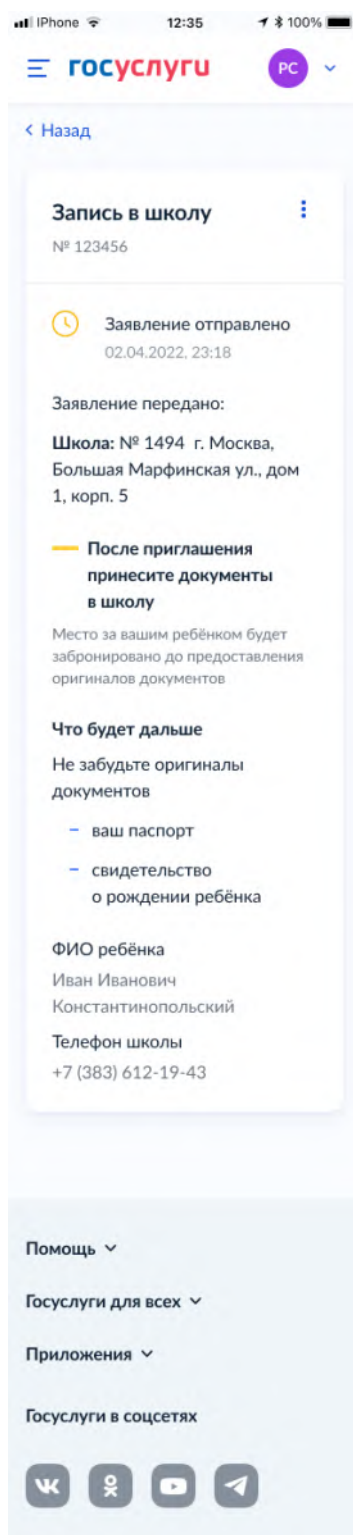 iPhone 12:35 100%
госуслуги РС
< Назад
Запись в школу
№ 123456
Заявление отправлено
02.04.2022, 23:18
Заявление передано:
Школа: № 1494 г. Москва,
Большая Марфинская ул., дом
1, корп. 5
После приглашения
принесите документы
в школу
Место за вашим ребёнком будет
забронировано до предоставления
оригиналов документов
Что будет дальше
Не забудьте оригиналы
документов
– ваш паспорт
– свидетельство
о рождении ребёнка
ФИО ребёнка
Иван Иванович
Константинопольский
Телефон школы
+7 (383) 612-19-43
Помощь
Госуслуги для всех
Приложения
Госуслуги в соцсетях